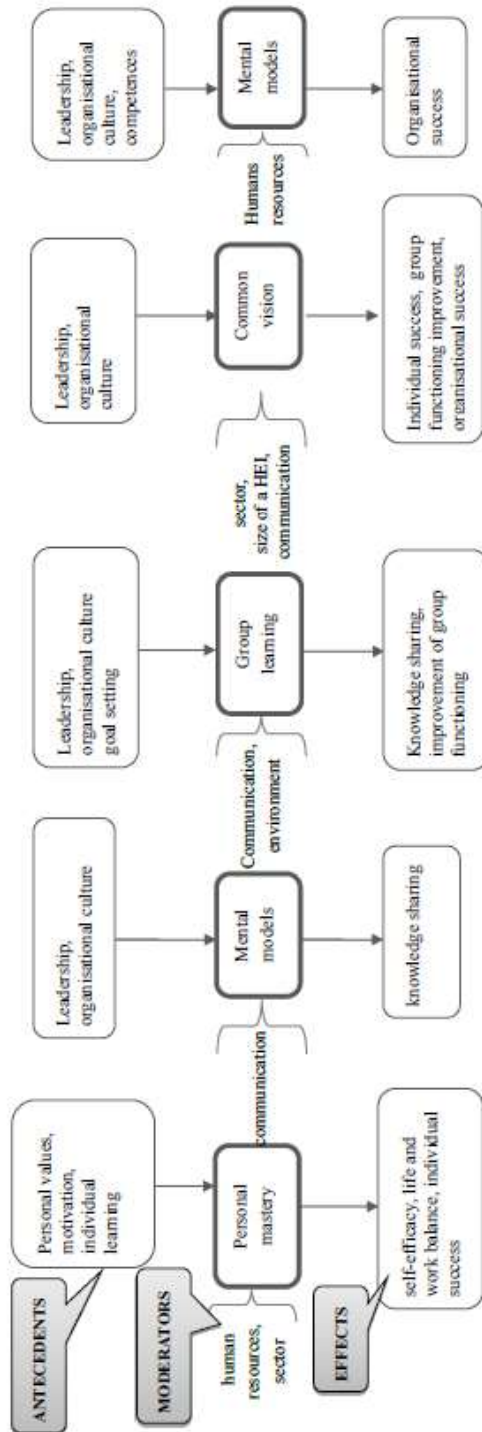 ANTECEDENTS
Personal values,
motivation,
individual
learning
Leadership,
organisational culture
Leadership,
organisational culture
goal setting
Leadership,
organisational
culture
Leadership,
organisational
culture,
competences
MODERATORS
human
resources,
sector
Personal
mastery
communication
Mental
models
Communication,
environment
Group
learning
sector,
size of a HEI,
communication
Common
vision
Humans
resources
Mental
models
EFFECTS
self-efficacy, life and
work balance, individual
success
knowledge sharing
Knowledge sharing,
improvement of group
functioning
Individual success, group
functioning improvement,
organisational success
Organisational
success